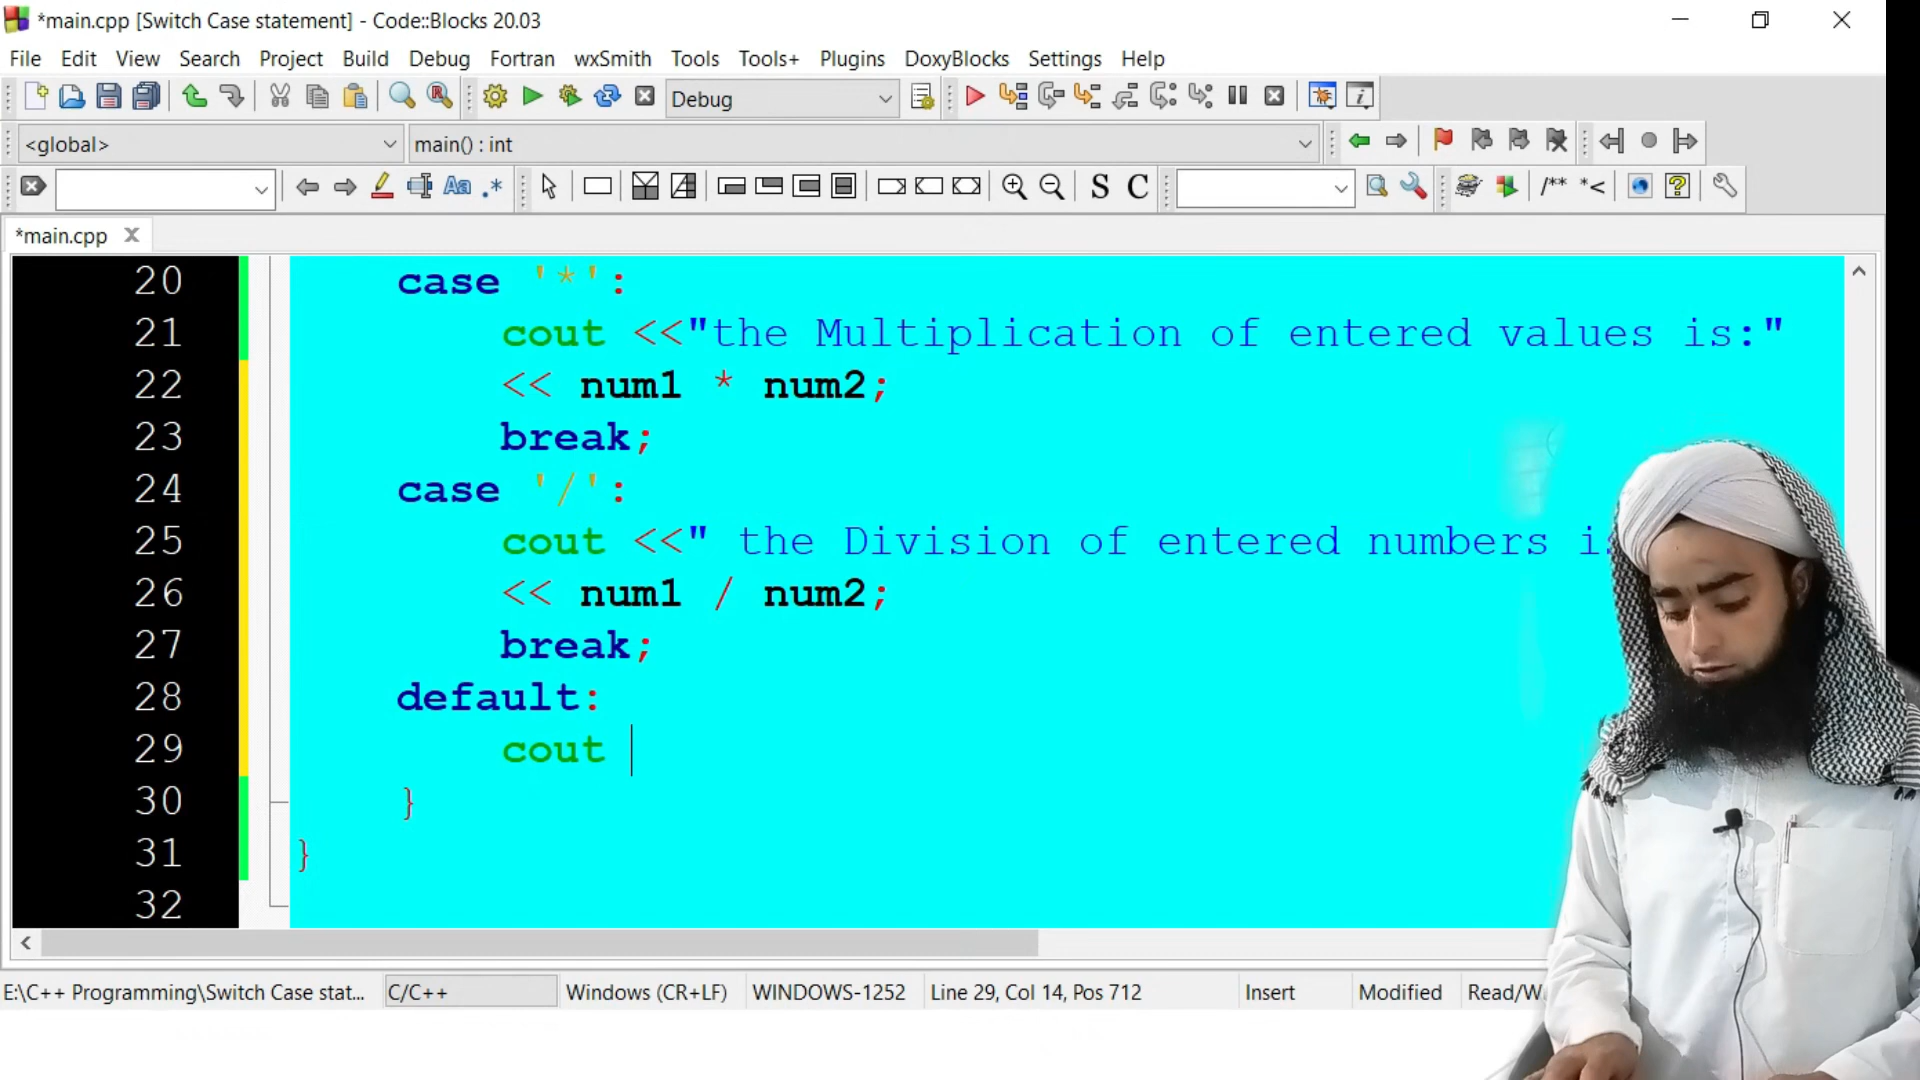 *main.cpp [Switch Case statement] - Code::Blocks 20.03
File Edit View Search Project Build Debug Fortran wxSmith Tools Tools+ Plugins DoxyBlocks Settings Help
Debug
<global> main() : int
S C /** *<
*main.cpp
20 case '*':
21 cout <<"the Multiplication of entered values is:"
22 << num1 * num2;
23 break;
24 case '/':
25 cout <<" the Division of entered numbers
26 << num1 / num2;
27 break;
28 default:
29 cout
30 }
31 }
32
E:\C++ Programming\Switch Case stat... C/C++ Windows (CR+LF) WINDOWS-1252 Line 29, Col 14, Pos 712 Insert Modified Read/W